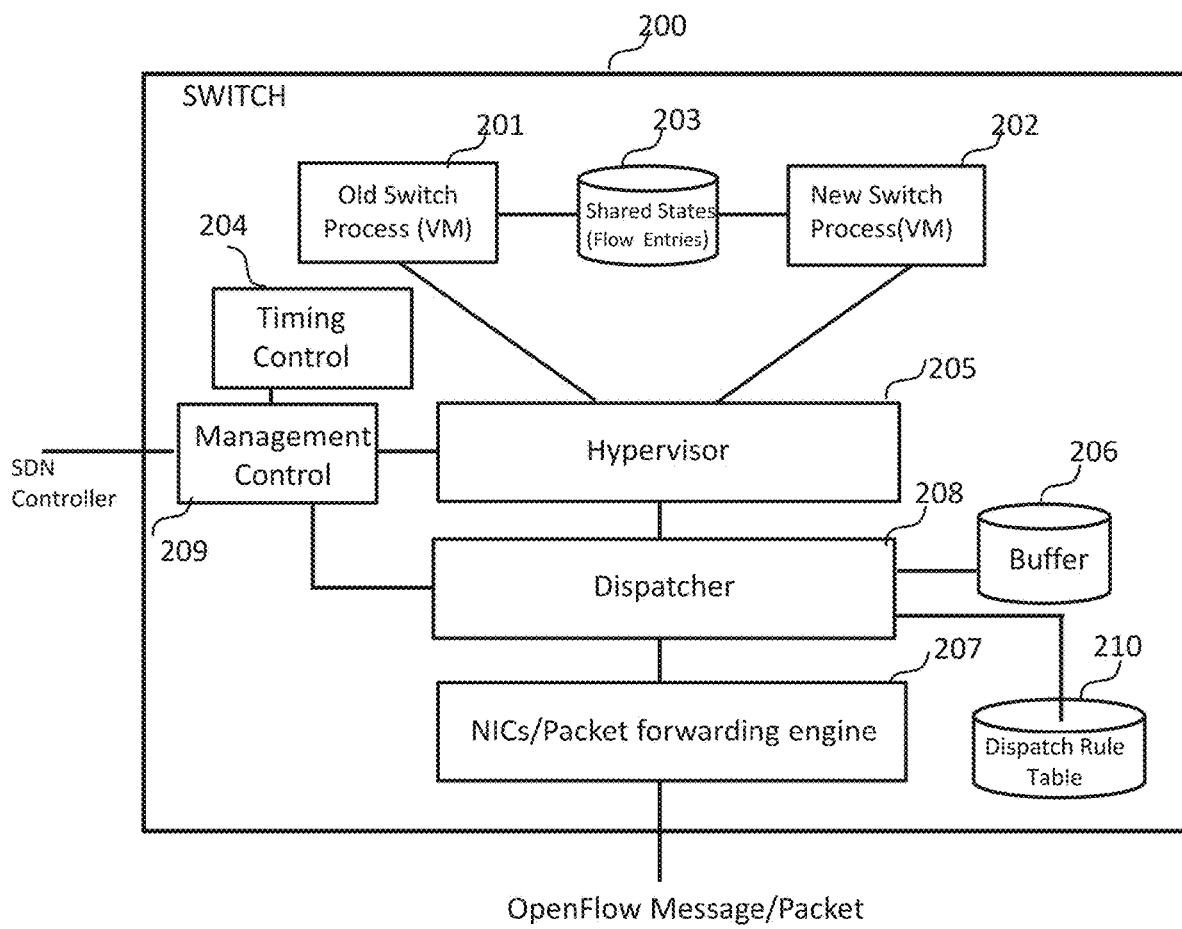 200
SWITCH
201
203
202
Old Switch
Process (VM)
Shared States
(Flow Entries)
New Switch
Process(VM)
204
Timing
Control
205
Management
Control
Hypervisor
SDN
Controller
206
209
208
Dispatcher
Buffer
207
210
NICs/Packet forwarding engine
Dispatch Rule
Table
OpenFlow Message/Packet